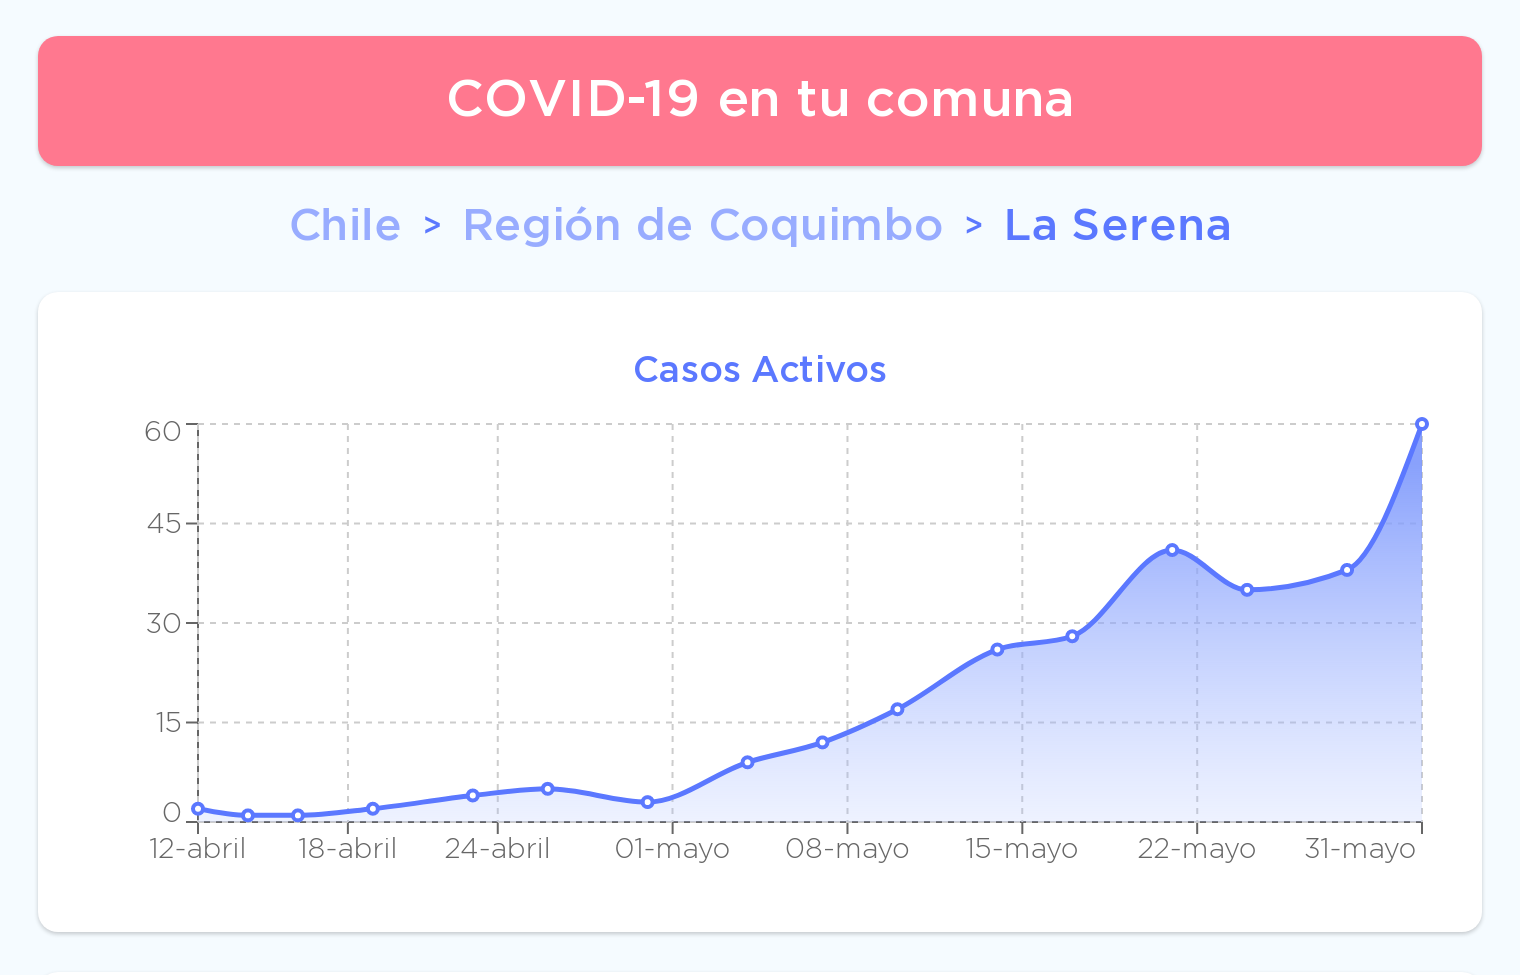 COVID-19 en tu comuna
Chile > Región de Coquimbo > La Serena
Casos Activos
60
45
30
15
0
12-abril 18-abril 24-abril 01-mayo 08-mayo 15-mayo 22-mayo 31-mayo